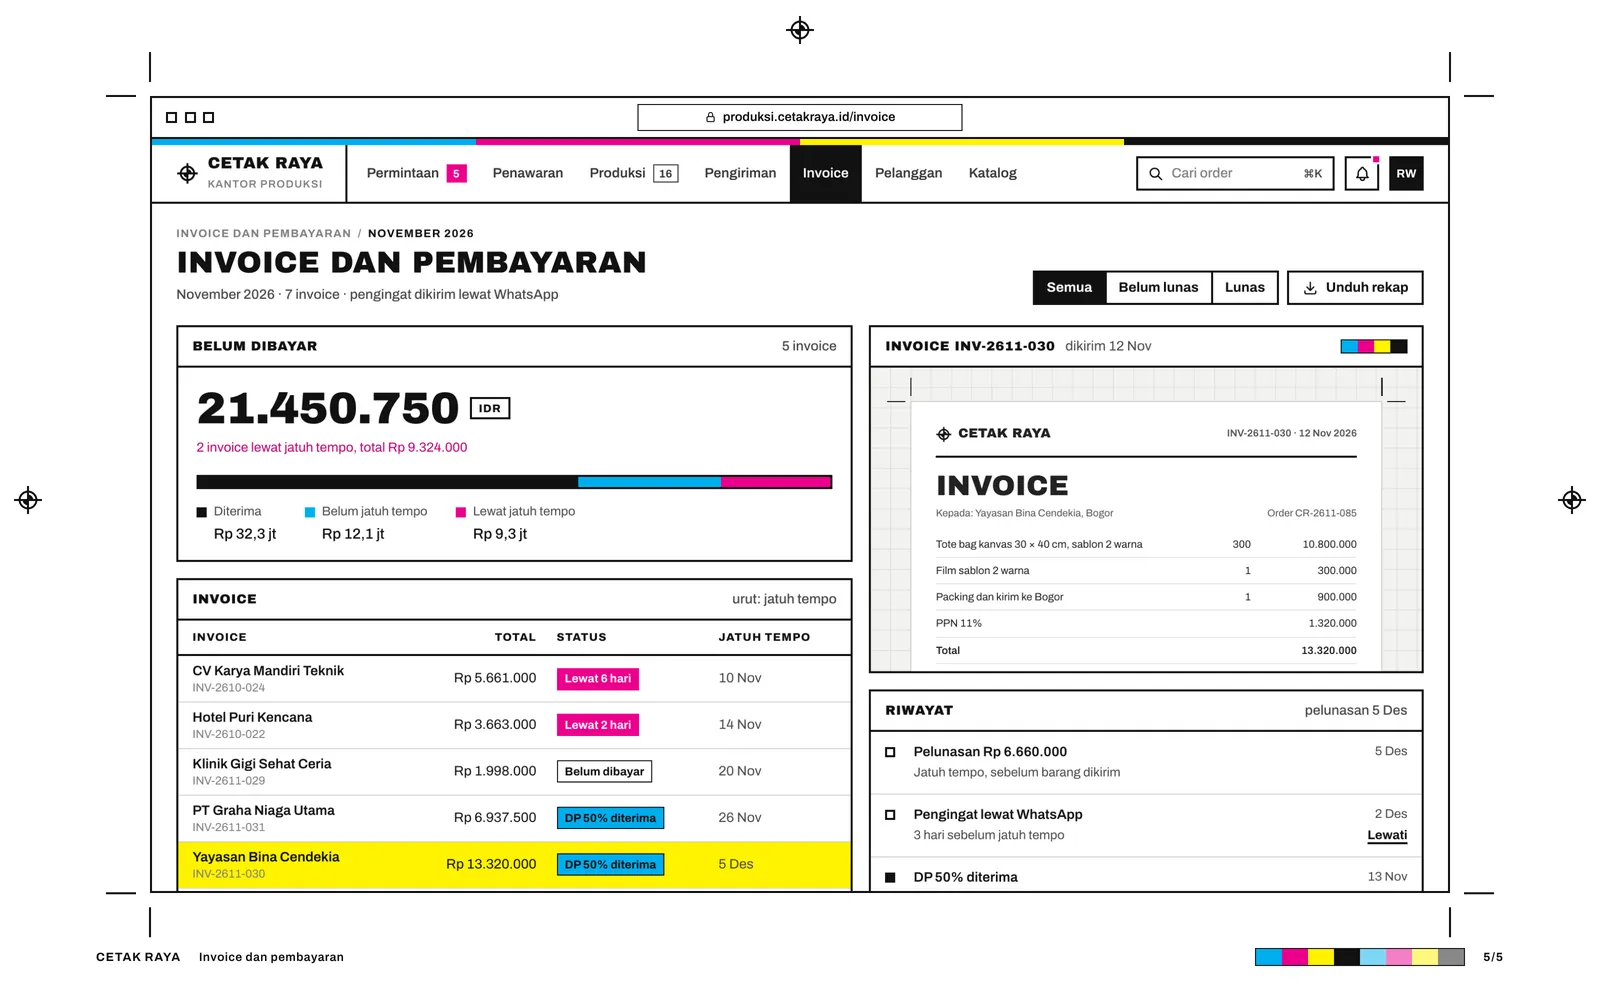 produksi.cetakraya.id/invoice
CETAK RAYA
KANTOR PRODUKSI
Permintaan 5 Penawaran Produksi 16 Pengiriman Invoice Pelanggan Katalog
Cari order ⌘K
RW
INVOICE DAN PEMBAYARAN / NOVEMBER 2026
INVOICE DAN PEMBAYARAN
November 2026 · 7 invoice · pengingat dikirim lewat WhatsApp
Semua Belum lunas Lunas Unduh rekap
BELUM DIBAYAR 5 invoice
21.450.750 IDR
2 invoice lewat jatuh tempo, total Rp 9.324.000
Diterima Belum jatuh tempo Lewat jatuh tempo
Rp 32,3 jt Rp 12,1 jt Rp 9,3 jt
INVOICE urut: jatuh tempo
INVOICE TOTAL STATUS JATUH TEMPO
CV Karya Mandiri Teknik Rp 5.661.000 Lewat 6 hari 10 Nov
INV-2610-024
Hotel Puri Kencana Rp 3.663.000 Lewat 2 hari 14 Nov
INV-2610-022
Klinik Gigi Sehat Ceria Rp 1.998.000 Belum dibayar 20 Nov
INV-2611-029
PT Graha Niaga Utama Rp 6.937.500 DP 50% diterima 26 Nov
INV-2611-031
Yayasan Bina Cendekia Rp 13.320.000 DP 50% diterima 5 Des
INV-2611-030
INVOICE INV-2611-030 dikirim 12 Nov
CETAK RAYA INV-2611-030 · 12 Nov 2026
INVOICE
Kepada: Yayasan Bina Cendekia, Bogor Order CR-2611-085
Tote bag kanvas 30 × 40 cm, sablon 2 warna 300 10.800.000
Film sablon 2 warna 1 300.000
Packing dan kirim ke Bogor 1 900.000
PPN 11% 1.320.000
Total 13.320.000
RIWAYAT pelunasan 5 Des
Pelunasan Rp 6.660.000 5 Des
Jatuh tempo, sebelum barang dikirim
Pengingat lewat WhatsApp 2 Des
3 hari sebelum jatuh tempo Lewati
DP 50% diterima 13 Nov
CETAK RAYA Invoice dan pembayaran 5/5